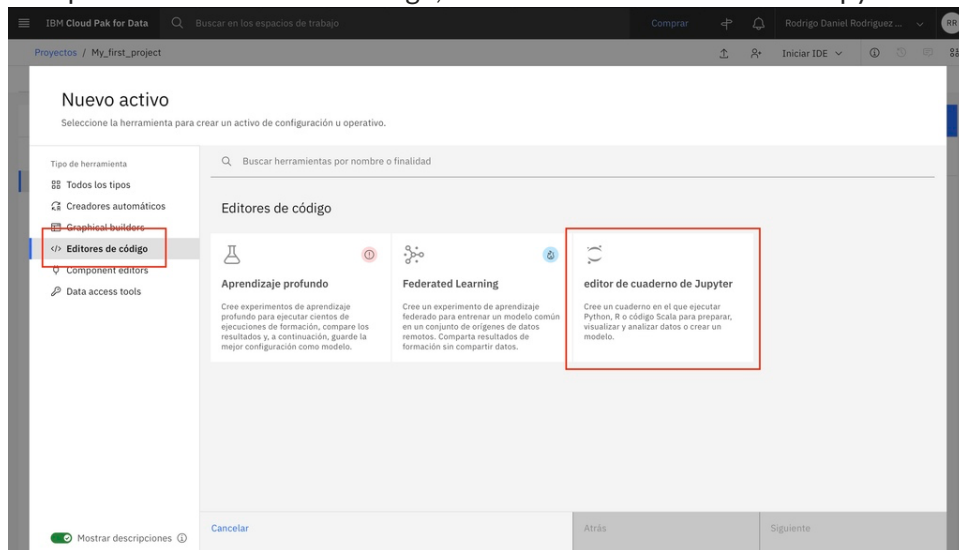 IBM Cloud Pak for Data
Buscar en los espacios de trabajo
Comprar
Rodrigo Daniel Rodriguez ...
RR
Proyectos / My_first_project
Iniciar IDE
Nuevo activo
Seleccione la herramienta para crear un activo de configuración u operativo.
Tipo de herramienta
Todos los tipos
Creadores automáticos
Graphical builders
Editores de código
Component editors
Data access tools
Mostrar descripciones
Buscar herramientas por nombre o finalidad
Editores de código
Aprendizaje profundo
Cree experimentos de aprendizaje
profundo para ejecutar cientos de
ejecuciones de formación, compare los
resultados y, a continuación, guarde la
mejor configuración como modelo.
Federated Learning
Cree un experimento de aprendizaje
federado para entrenar un modelo común
en un conjunto de orígenes de datos
remotos. Comparta resultados de
formación sin compartir datos.
editor de cuaderno de Jupyter
Cree un cuaderno en el que ejecutar
Python, R o código Scala para preparar,
visualizar y analizar datos o crear un
modelo.
Cancelar
Atrás
Siguiente